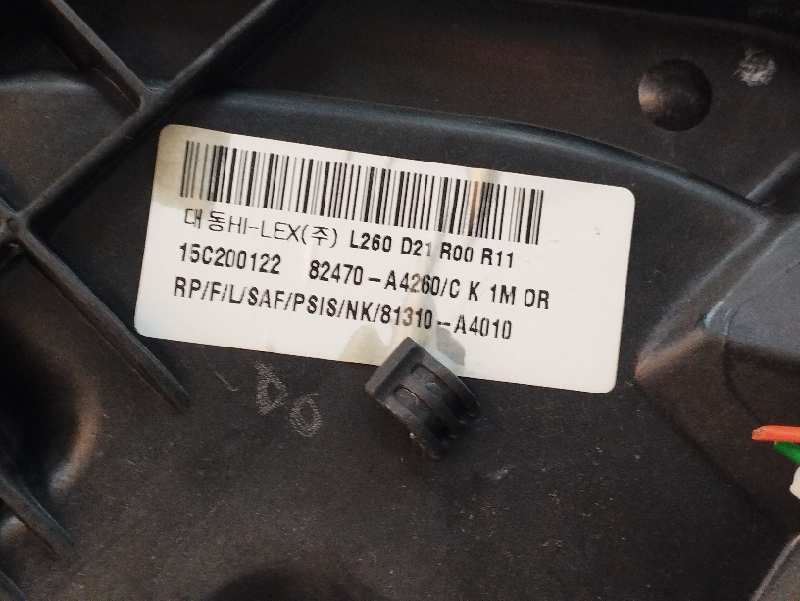 대동HI-LEX(주) L260 D21 R00 R11
15C200122 82470-A4260/C K 1M DR
RP/F/L/SAF/PSIS/NK/81310-A4010